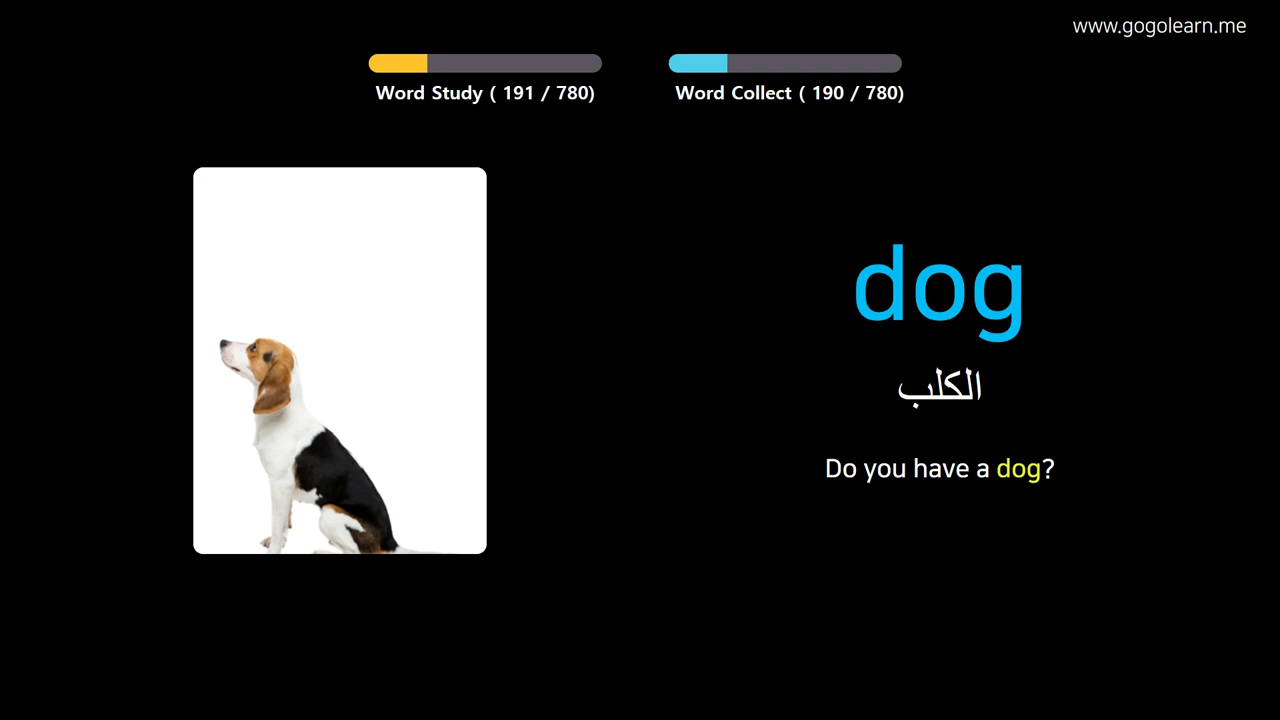 www.gogolearn.me
Word Study ( 191 / 780)
Word Collect ( 190 / 780)
dog
الكلب
Do you have a dog?